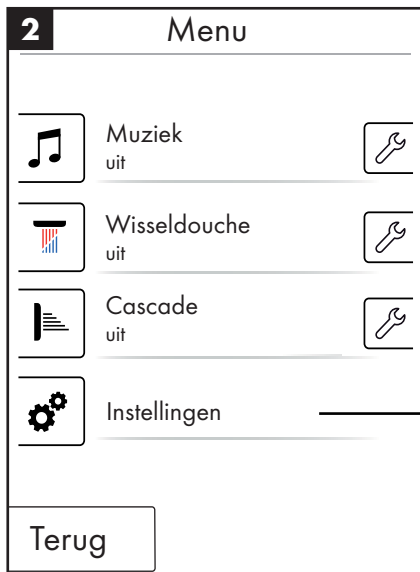 2
Menu
Muziek
uit
Wisseldouche
uit
Cascade
uit
Instellingen
Terug